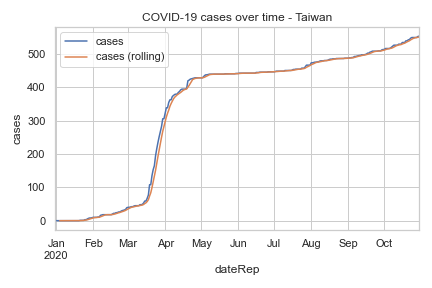 COVID-19 cases over time - Taiwan
cases
cases (rolling)
500
400
300
200
100
0
cases
Jan Feb Mar Apr May Jun Jul Aug Sep Oct
2020
dateRep